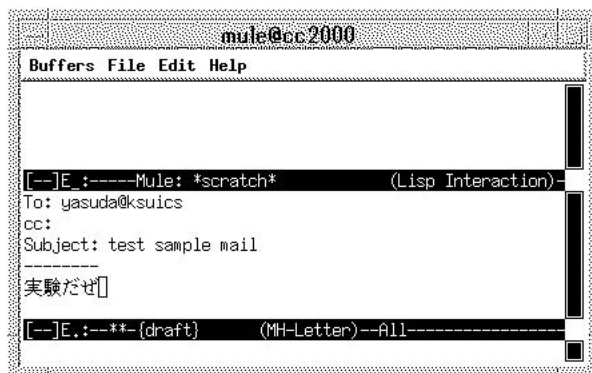 mule@cc2000
Buffers File Edit Help
[--]E_:-----Mule: *scratch* (Lisp Interaction)-
To: yasuda@ksuics
cc:
Subject: test sample mail
--------
実験だぜ
[--]E.:--**-{draft} (MH-Letter)--All-----------------